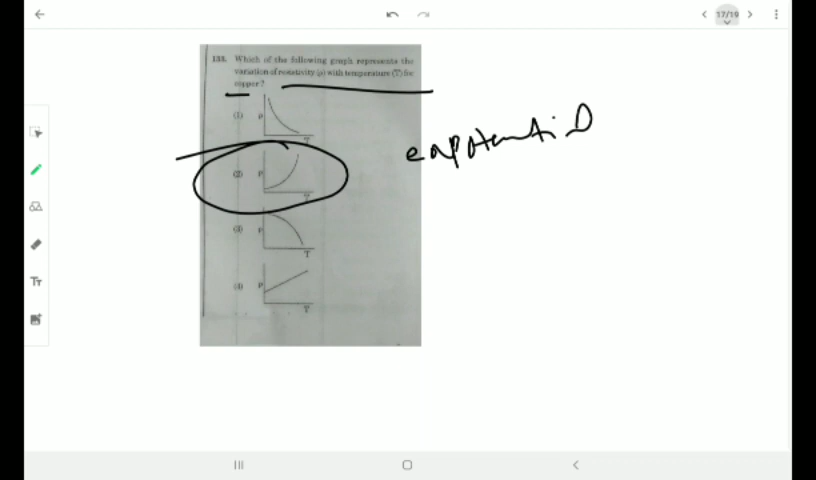 17/19
133. Which of the following graph represents the
variation of resistivity (ρ) with temperature (T) for
copper?
(1) ρ
T
(2) ρ
T
(3) ρ
T
(4) ρ
T
Tт